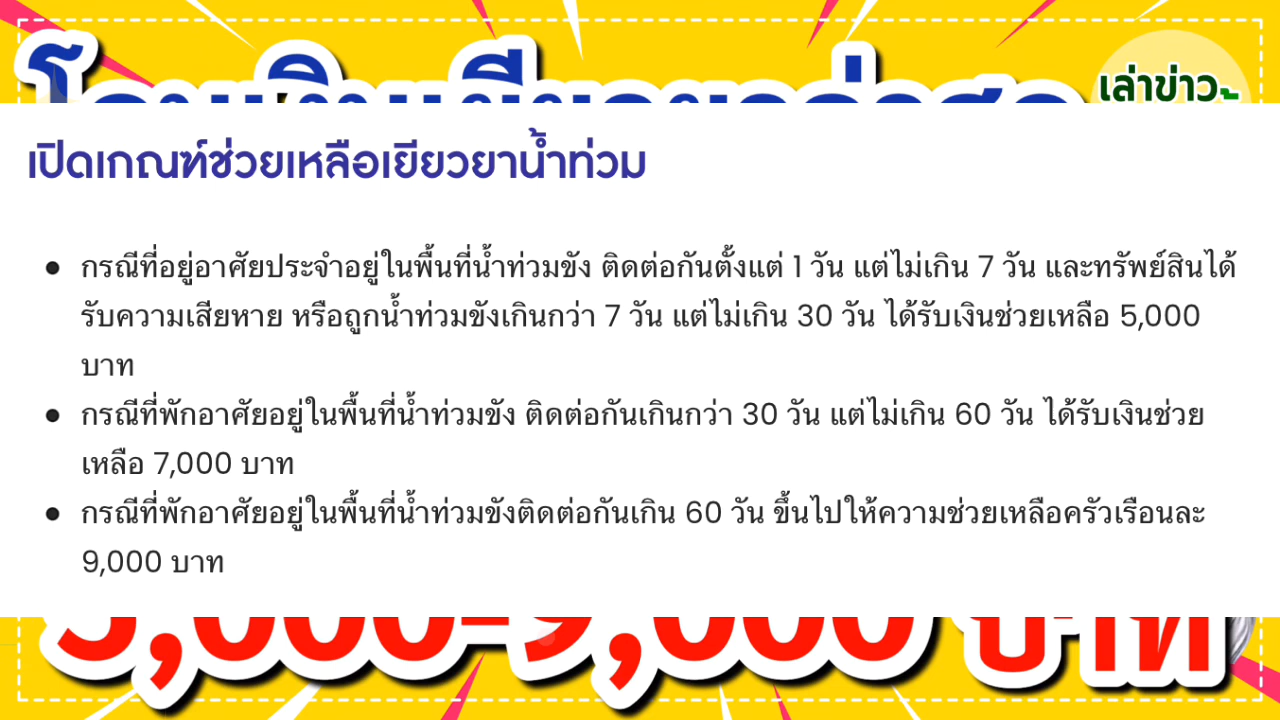 เล่าข่าว
เปิดเกณฑ์ช่วยเหลือเยียวยาน้ำท่วม
กรณีที่อยู่อาศัยประจำอยู่ในพื้นที่น้ำท่วมขัง ติดต่อกันตั้งแต่ 1 วัน แต่ไม่เกิน 7 วัน และทรัพย์สินได้
รับความเสียหาย หรือถูกน้ำท่วมขังเกินกว่า 7 วัน แต่ไม่เกิน 30 วัน ได้รับเงินช่วยเหลือ 5,000
บาท
กรณีที่พักอาศัยอยู่ในพื้นที่น้ำท่วมขัง ติดต่อกันเกินกว่า 30 วัน แต่ไม่เกิน 60 วัน ได้รับเงินช่วย
เหลือ 7,000 บาท
กรณีที่พักอาศัยอยู่ในพื้นที่น้ำท่วมขังติดต่อกันเกิน 60 วัน ขึ้นไปให้ความช่วยเหลือครัวเรือนละ
9,000 บาท
5,000-9,000 บาท